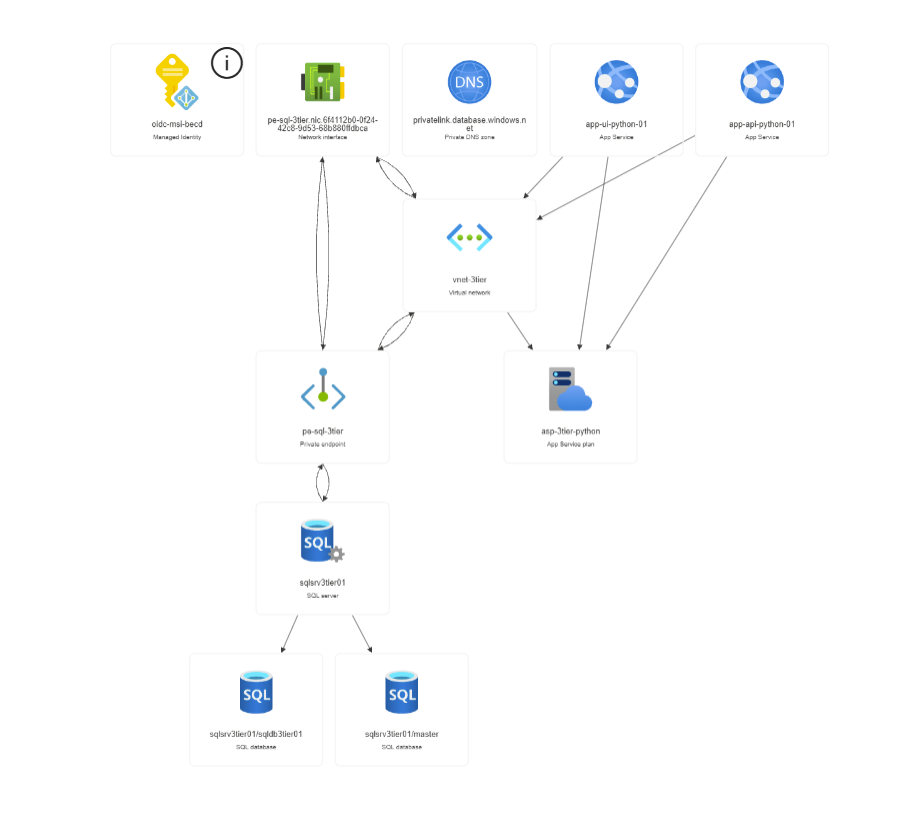 i
oidc-msi-becd
Managed Identity
pe-sql-3tier.nic.6f4112b0-0f24-
42c8-9d53-68b880ffdbca
Network interface
DNS
privatelink.database.windows.n
et
Private DNS zone
app-ui-python-01
App Service
app-api-python-01
App Service
vnet-3tier
Virtual network
pe-sql-3tier
Private endpoint
asp-3tier-python
App Service plan
SQL
sqlsrv3tier01
SQL server
SQL
sqlsrv3tier01/sqldb3tier01
SQL database
SQL
sqlsrv3tier01/master
SQL database